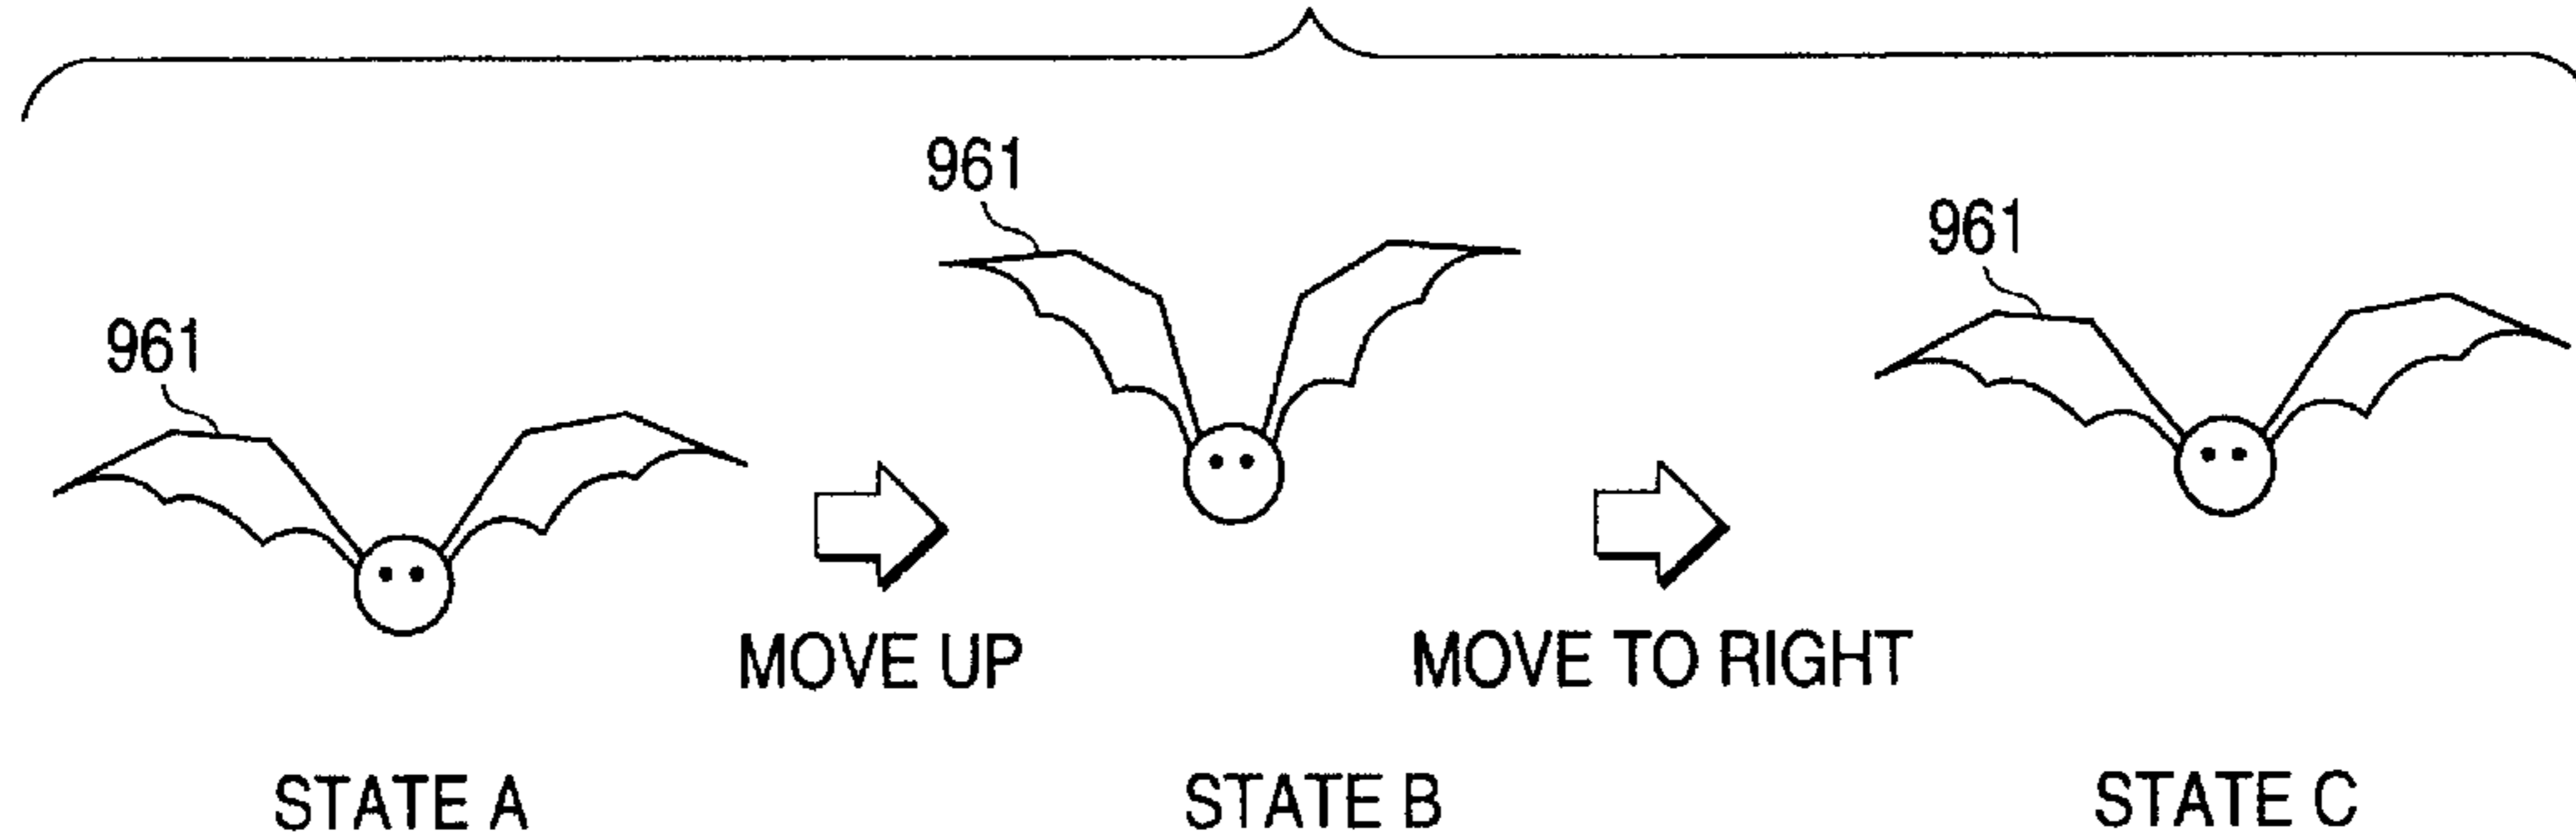 961
961
961
MOVE UP
MOVE TO RIGHT
STATE A
STATE B
STATE C